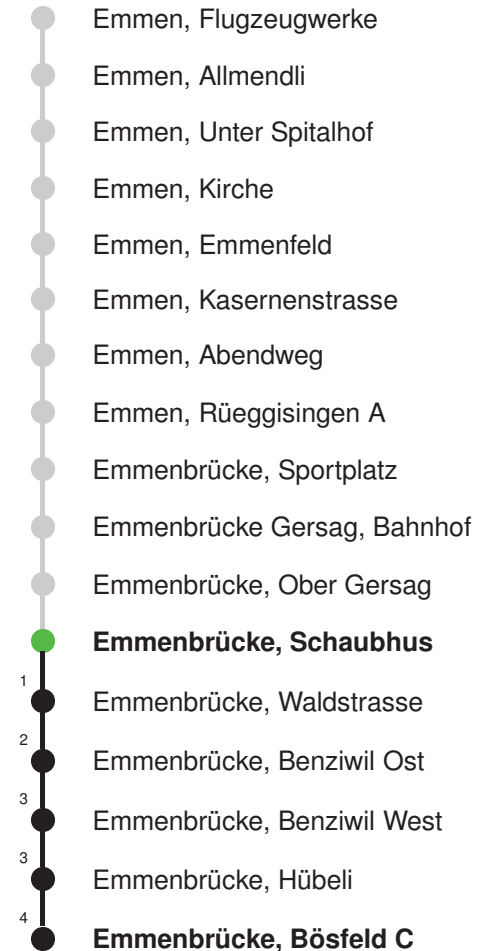 Emmen, Flugzeugwerke
Emmen, Allmendli
Emmen, Unter Spitalhof
Emmen, Kirche
Emmen, Emmenfeld
Emmen, Kasernenstrasse
Emmen, Abendweg
Emmen, Rüeggisingen A
Emmenbrücke, Sportplatz
Emmenbrücke Gersag, Bahnhof
Emmenbrücke, Ober Gersag
Emmenbrücke, Schaubhus
1 Emmenbrücke, Waldstrasse
2 Emmenbrücke, Benziwil Ost
3 Emmenbrücke, Benziwil West
3 Emmenbrücke, Hübeli
4 Emmenbrücke, Bösfeld C